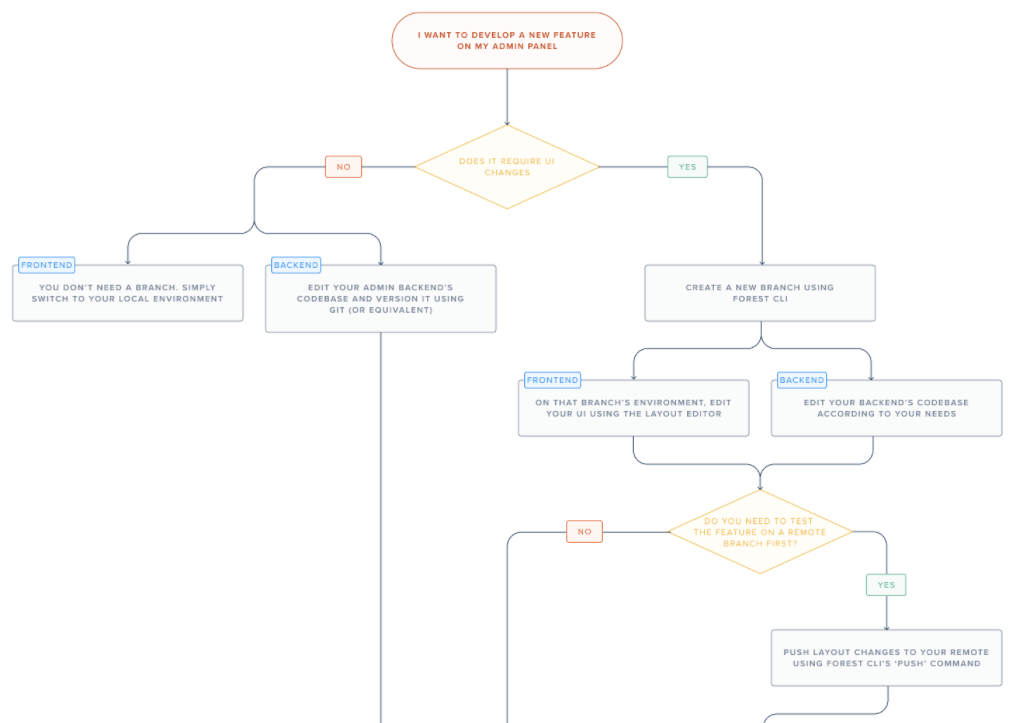 I WANT TO DEVELOP A NEW FEATURE
ON MY ADMIN PANEL
DOES IT REQUIRE UI
CHANGES
NO
YES
FRONTEND
YOU DON'T NEED A BRANCH. SIMPLY
SWITCH TO YOUR LOCAL ENVIRONMENT
BACKEND
EDIT YOUR ADMIN BACKEND'S
CODEBASE AND VERSION IT USING
GIT (OR EQUIVALENT)
CREATE A NEW BRANCH USING
FOREST CLI
FRONTEND
ON THAT BRANCH'S ENVIRONMENT, EDIT
YOUR UI USING THE LAYOUT EDITOR
BACKEND
EDIT YOUR BACKEND'S CODEBASE
ACCORDING TO YOUR NEEDS
DO YOU NEED TO TEST
THE FEATURE ON A REMOTE
BRANCH FIRST?
NO
YES
PUSH LAYOUT CHANGES TO YOUR REMOTE
USING FOREST CLI'S 'PUSH' COMMAND